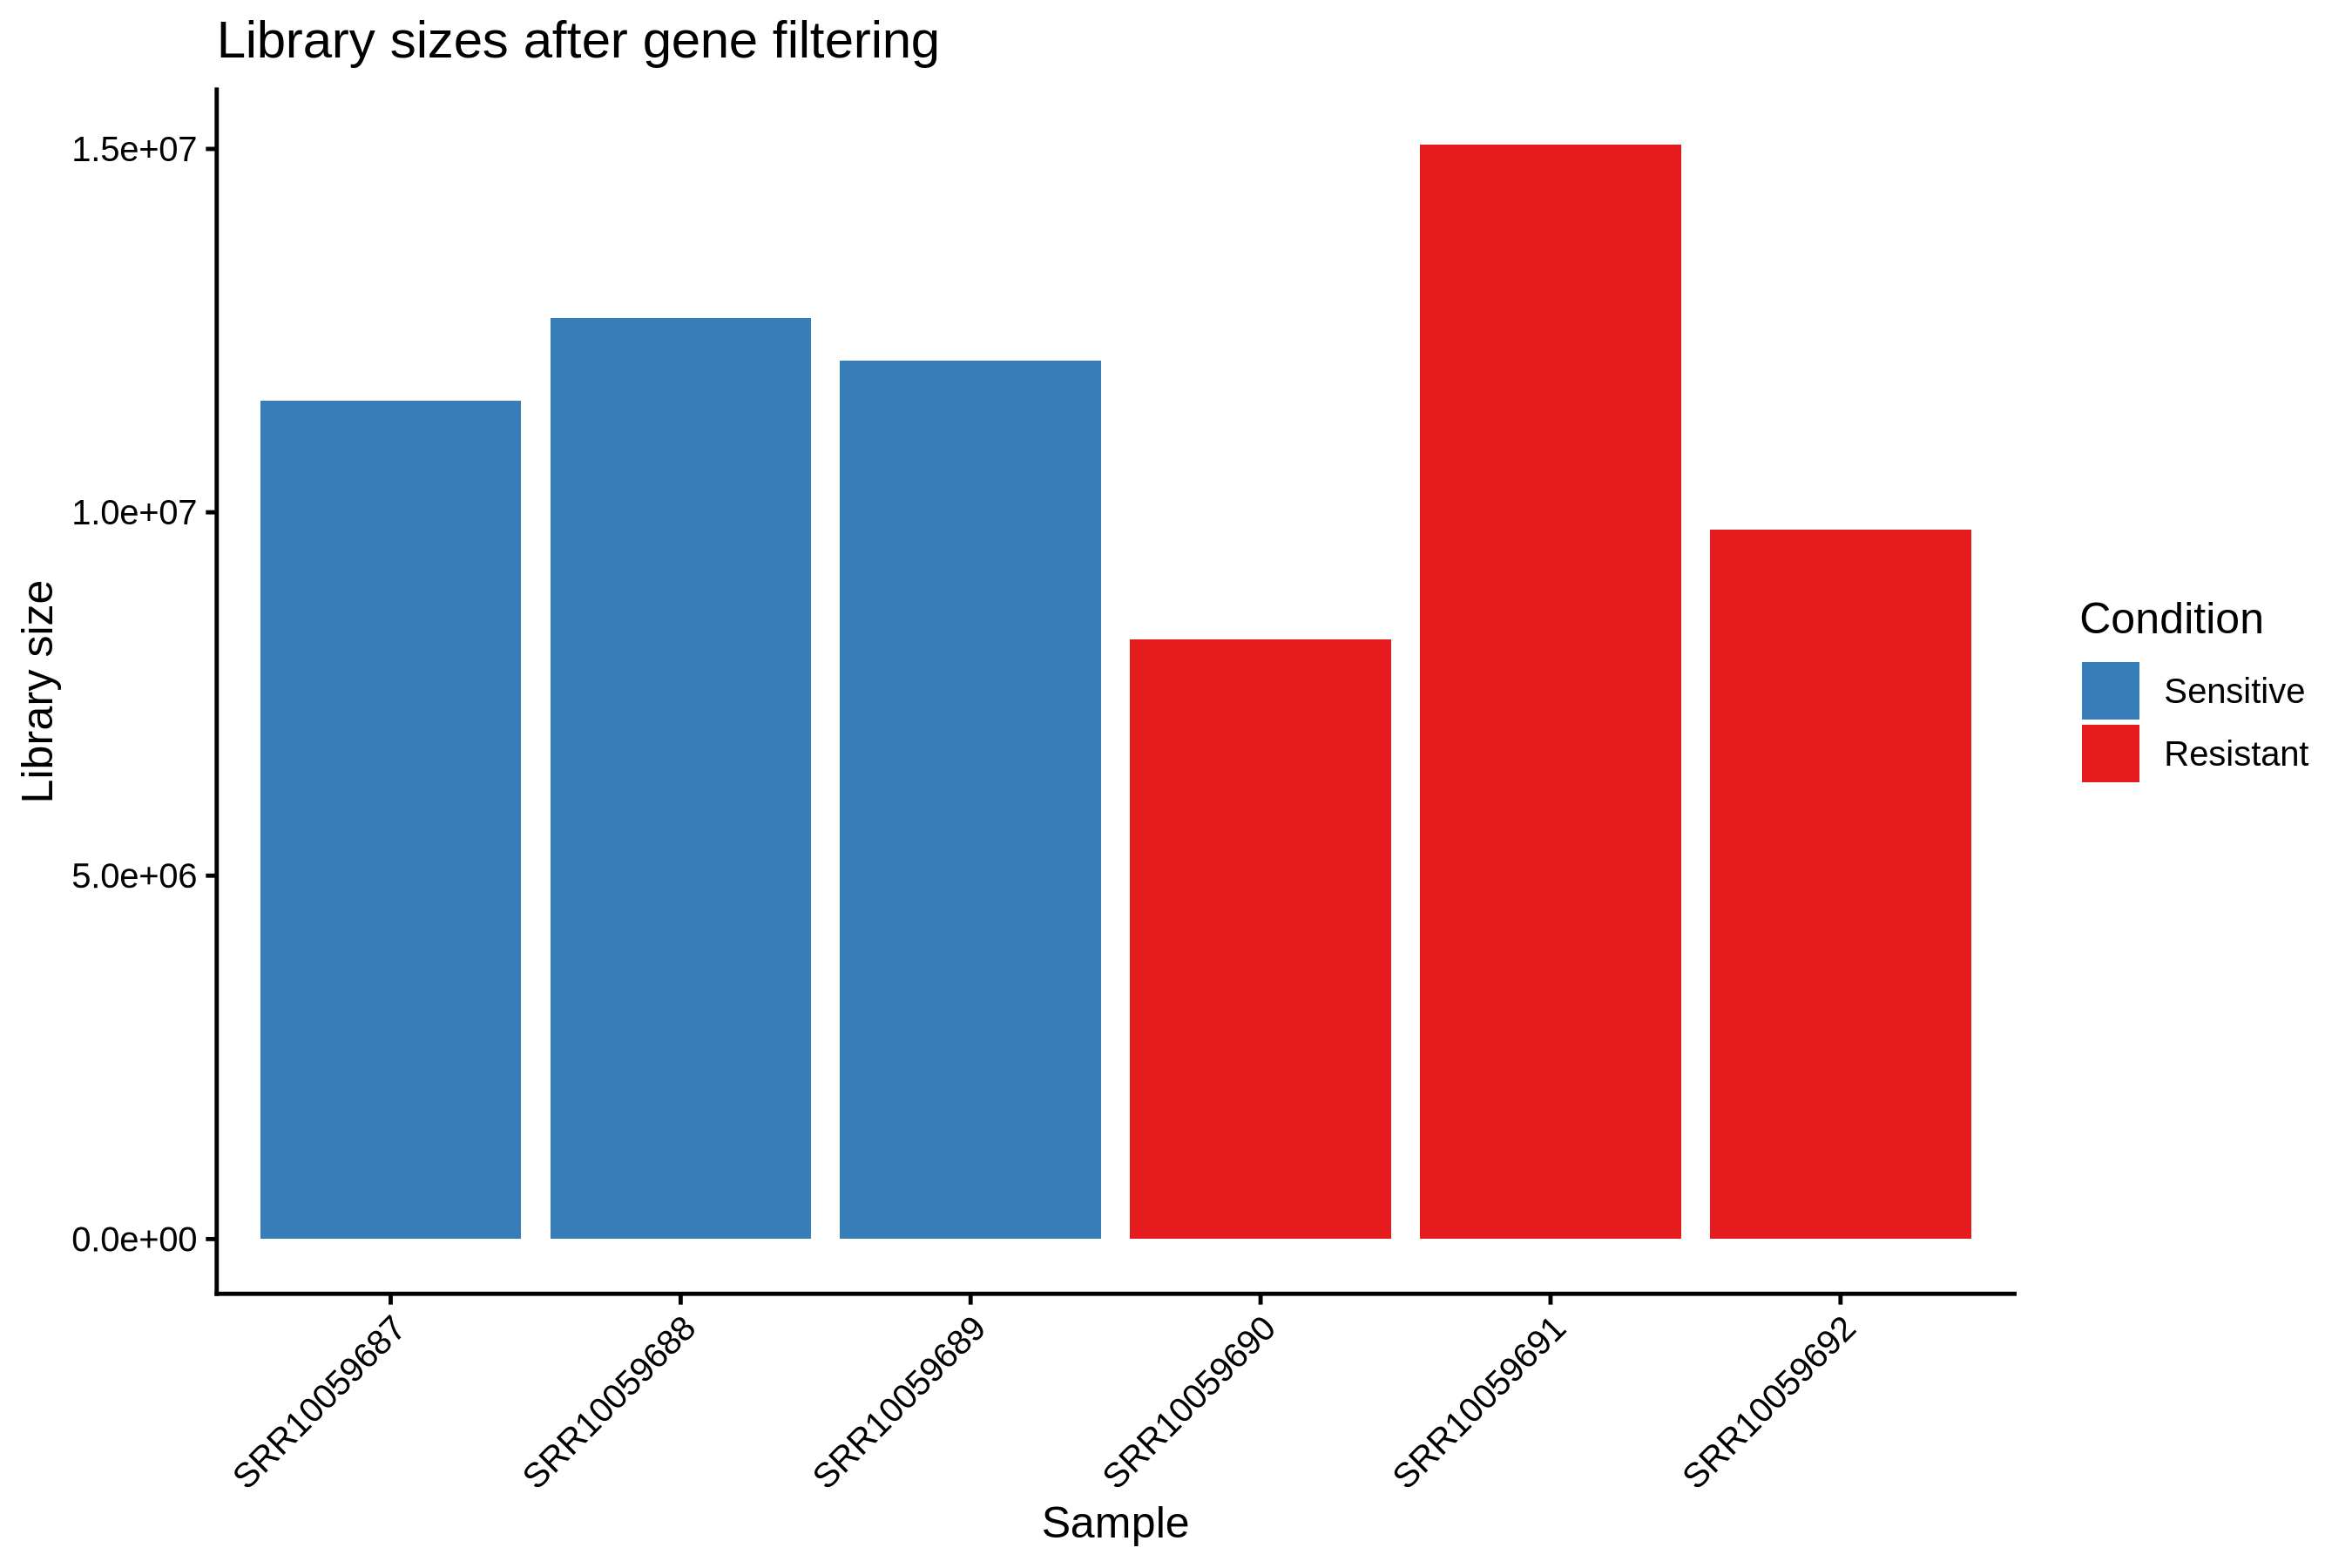 Library sizes after gene filtering
1.5e+07
1.0e+07
5.0e+06
0.0e+00
Library size
SRR10059687
SRR10059688
SRR10059689
SRR10059690
SRR10059691
SRR10059692
Sample
Condition
Sensitive
Resistant